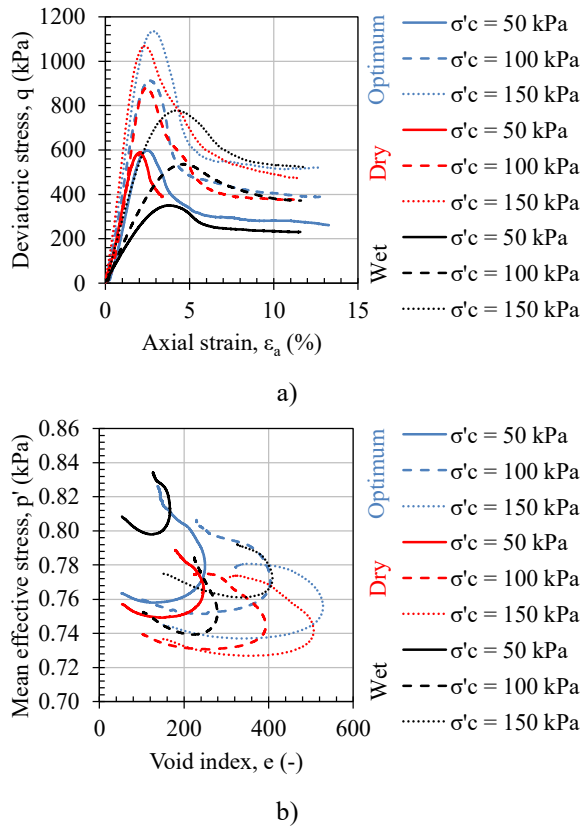 Deviatoric stress, q (kPa)
1200
1000
800
600
400
200
0
0
5
10
15
Axial strain, εa (%)
Optimum
Dry
Wet
σ'c = 50 kPa
σ'c = 100 kPa
σ'c = 150 kPa
σ'c = 50 kPa
σ'c = 100 kPa
σ'c = 150 kPa
σ'c = 50 kPa
σ'c = 100 kPa
σ'c = 150 kPa
a)
Mean effective stress, p' (kPa)
0.86
0.84
0.82
0.80
0.78
0.76
0.74
0.72
0.70
0
200
400
600
Void index, e (-)
Optimum
Dry
Wet
σ'c = 50 kPa
σ'c = 100 kPa
σ'c = 150 kPa
σ'c = 50 kPa
σ'c = 100 kPa
σ'c = 150 kPa
σ'c = 50 kPa
σ'c = 100 kPa
σ'c = 150 kPa
b)